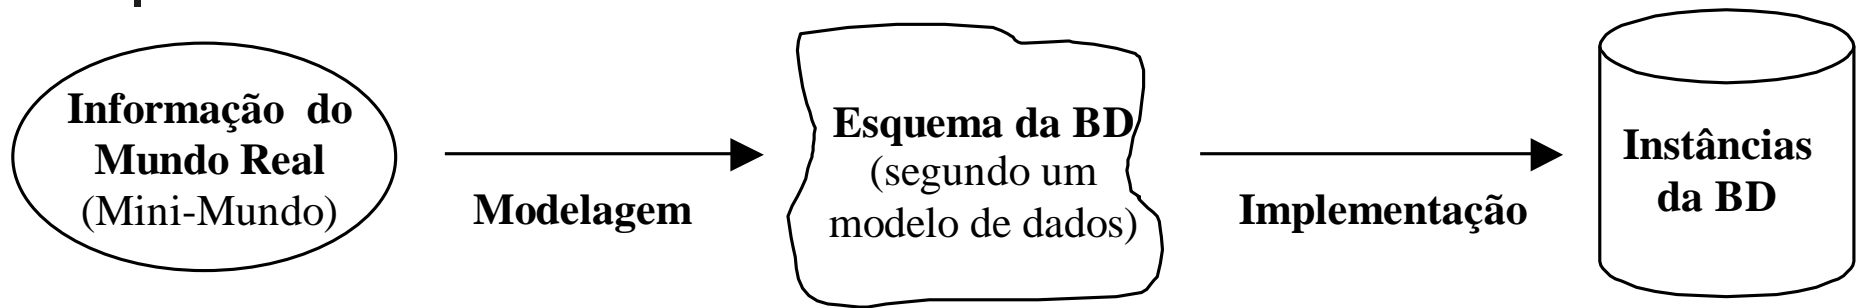 Informação do
Mundo Real
(Mini-Mundo)
Modelagem
Esquema da BD
(segundo um
modelo de dados)
Implementação
Instâncias
da BD